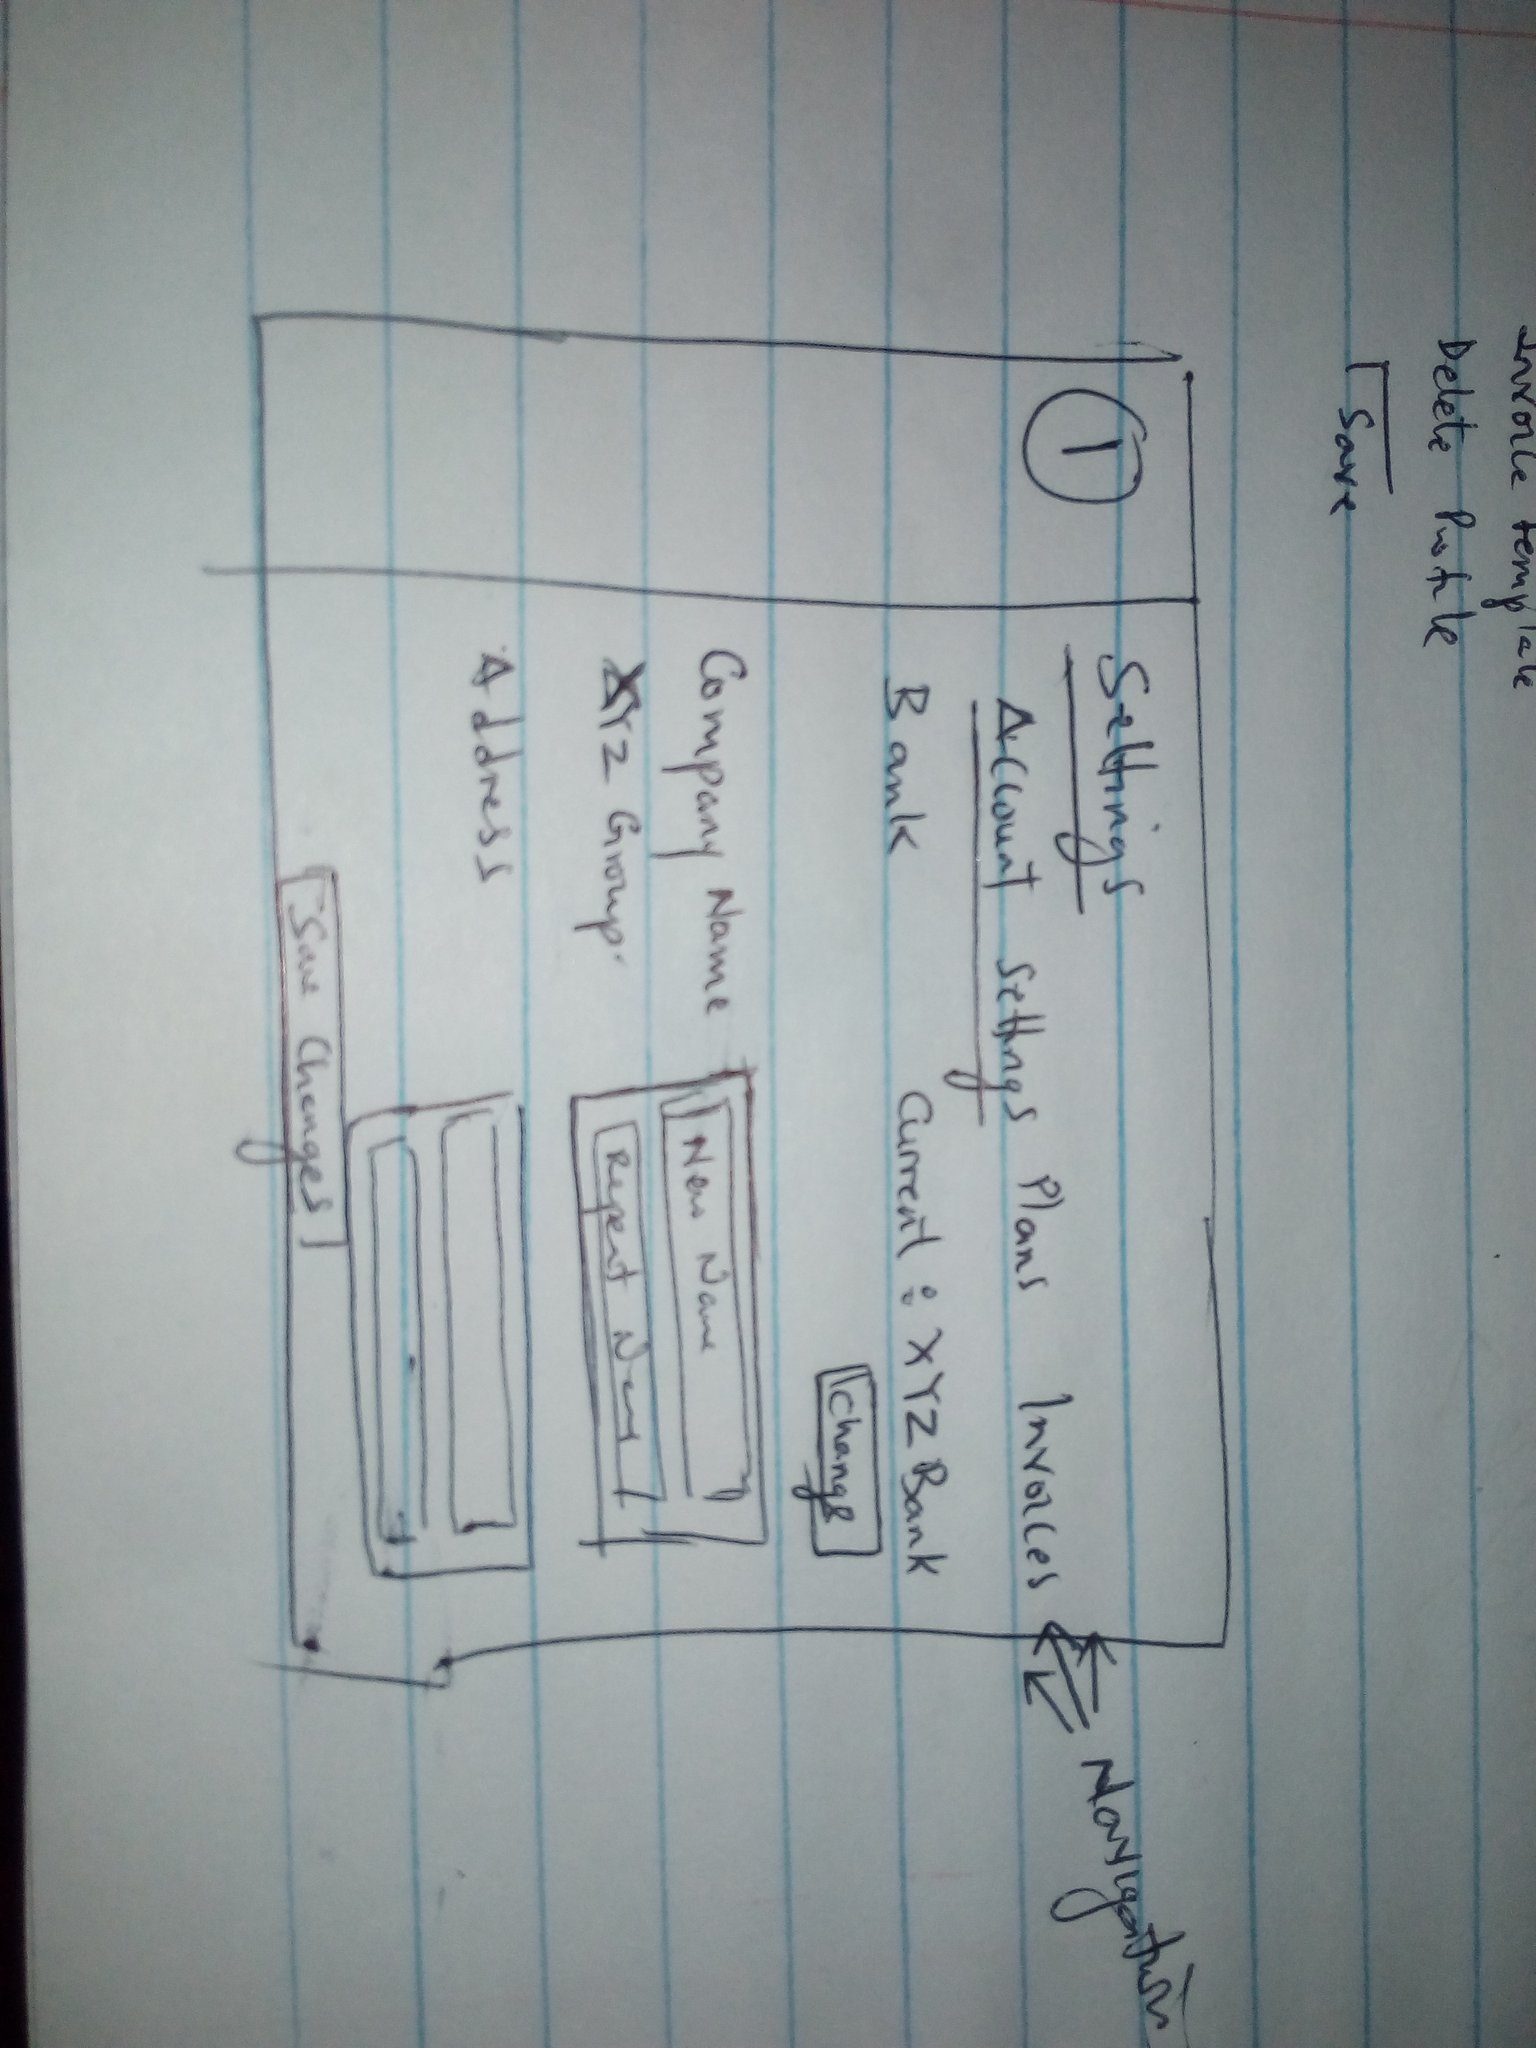 Invoice template
Delete Profile
Save
1
Settings
Account Settings Plans Invoices
Navigation
Bank Current : XYZ Bank
Change
Company Name
New Name
XYZ Group.
Repeat New
Address
Save Changes